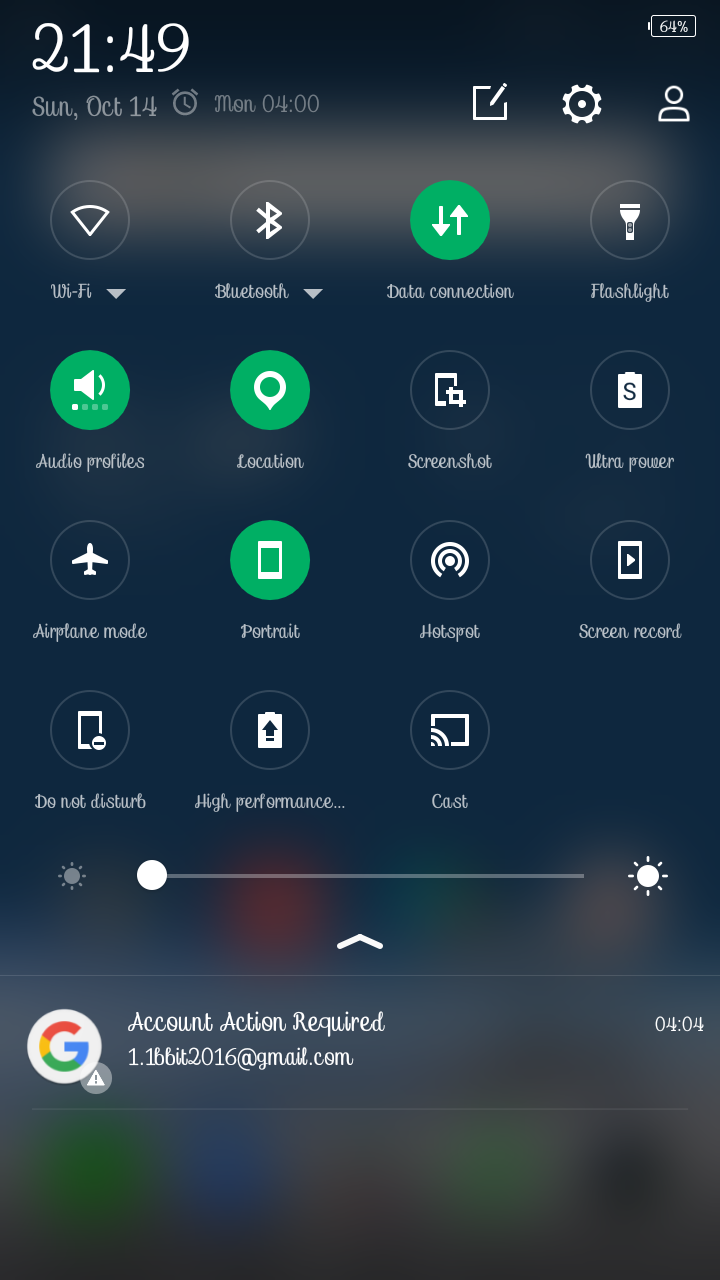 21:49
64%
Sun, Oct 14 Mon 04:00
Wi-Fi Bluetooth Data connection Flashlight
Audio profiles Location Screenshot Ultra power
S
Airplane mode Portrait Hotspot Screen record
Do not disturb High performance... Cast
Account Action Required 04:04
1.1bbit2016@gmail.com